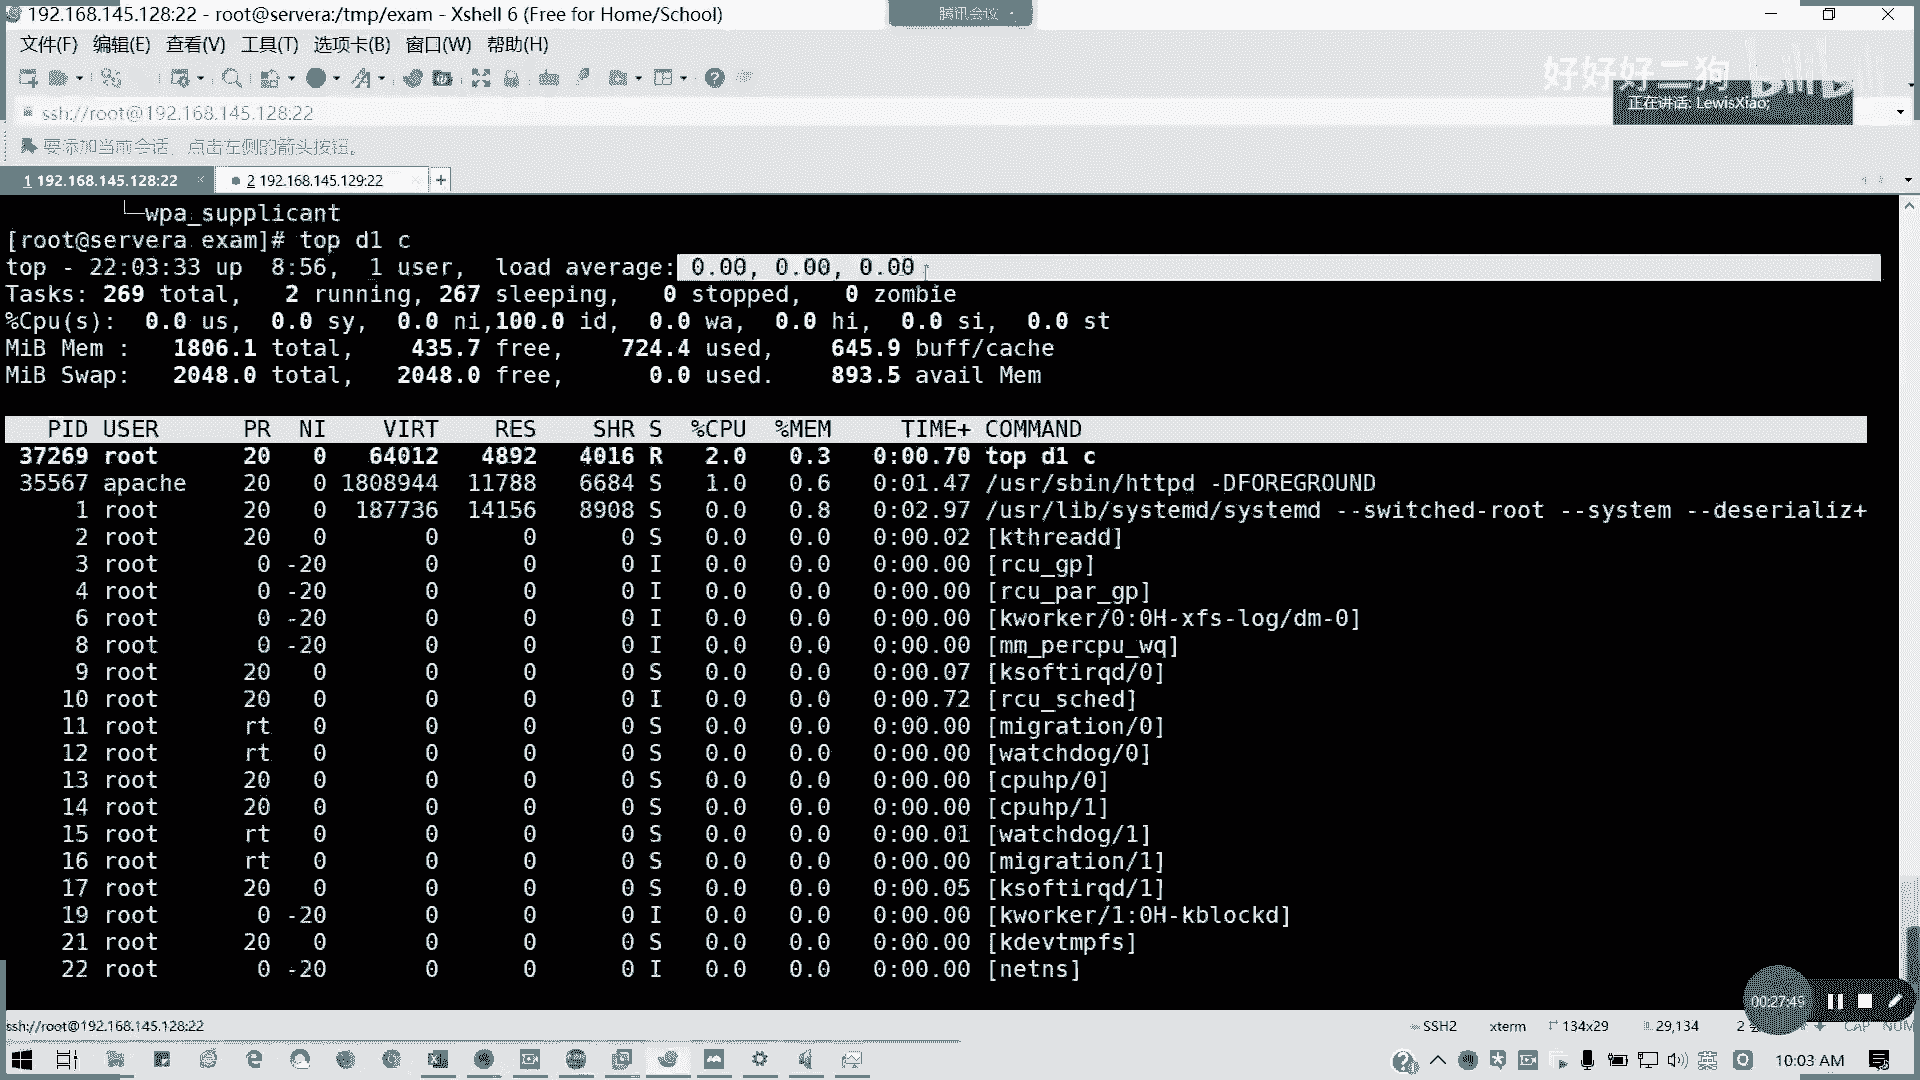 192.168.145.128:22 - root@servera:/tmp/exam - Xshell 6 (Free for Home/School)
腾讯会议
文件(F) 编辑(E) 查看(V) 工具(T) 选项卡(B) 窗口(W) 帮助(H)
好好好二狗
正在讲话: LewisXiao;
ssh://root@192.168.145.128:22
要添加当前会话，点击左侧的箭头按钮。
1 192.168.145.128:22 2 192.168.145.129:22
└─wpa_supplicant
[root@servera exam]# top d1 c
top - 22:03:33 up  8:56,  1 user,  load average: 0.00, 0.00, 0.00
Tasks: 269 total,   2 running, 267 sleeping,   0 stopped,   0 zombie
%Cpu(s):  0.0 us,  0.0 sy,  0.0 ni,100.0 id,  0.0 wa,  0.0 hi,  0.0 si,  0.0 st
MiB Mem :   1806.1 total,    435.7 free,    724.4 used,    645.9 buff/cache
MiB Swap:   2048.0 total,   2048.0 free,      0.0 used.    893.5 avail Mem
PID USER PR NI VIRT RES SHR S %CPU %MEM TIME+ COMMAND
37269 root 20 0 64012 4892 4016 R 2.0 0.3 0:00.70 top d1 c
35567 apache 20 0 1808944 11788 6684 S 1.0 0.6 0:01.47 /usr/sbin/httpd -DFOREGROUND
1 root 20 0 187736 14156 8908 S 0.0 0.8 0:02.97 /usr/lib/systemd/systemd --switched-root --system --deserializ+
2 root 20 0 0 0 0 S 0.0 0.0 0:00.02 [kthreadd]
3 root 0 -20 0 0 0 I 0.0 0.0 0:00.00 [rcu_gp]
4 root 0 -20 0 0 0 I 0.0 0.0 0:00.00 [rcu_par_gp]
6 root 0 -20 0 0 0 I 0.0 0.0 0:00.00 [kworker/0:0H-xfs-log/dm-0]
8 root 0 -20 0 0 0 I 0.0 0.0 0:00.00 [mm_percpu_wq]
9 root 20 0 0 0 0 S 0.0 0.0 0:00.07 [ksoftirqd/0]
10 root 20 0 0 0 0 I 0.0 0.0 0:00.72 [rcu_sched]
11 root rt 0 0 0 0 S 0.0 0.0 0:00.00 [migration/0]
12 root rt 0 0 0 0 S 0.0 0.0 0:00.00 [watchdog/0]
13 root 20 0 0 0 0 S 0.0 0.0 0:00.00 [cpuhp/0]
14 root 20 0 0 0 0 S 0.0 0.0 0:00.00 [cpuhp/1]
15 root rt 0 0 0 0 S 0.0 0.0 0:00.01 [watchdog/1]
16 root rt 0 0 0 0 S 0.0 0.0 0:00.00 [migration/1]
17 root 20 0 0 0 0 S 0.0 0.0 0:00.05 [ksoftirqd/1]
19 root 0 -20 0 0 0 I 0.0 0.0 0:00.00 [kworker/1:0H-kblockd]
21 root 20 0 0 0 0 S 0.0 0.0 0:00.00 [kdevtmpfs]
22 root 0 -20 0 0 0 I 0.0 0.0 0:00.00 [netns]
00:27:49
ssh://root@192.168.145.128:22 SSH2 xterm 134x29 29,134 2 CAP NUM
英
10:03 AM